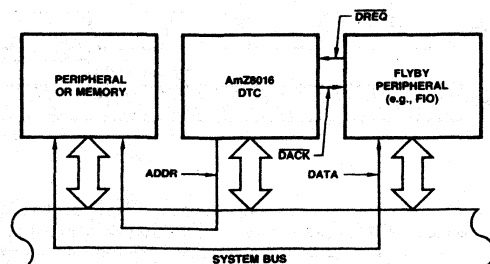 DREQ
PERIPHERAL
OR MEMORY
AmZ8016
DTC
FLYBY
PERIPHERAL
(e.g., FIO)
DACK
ADDR
DATA
SYSTEM BUS